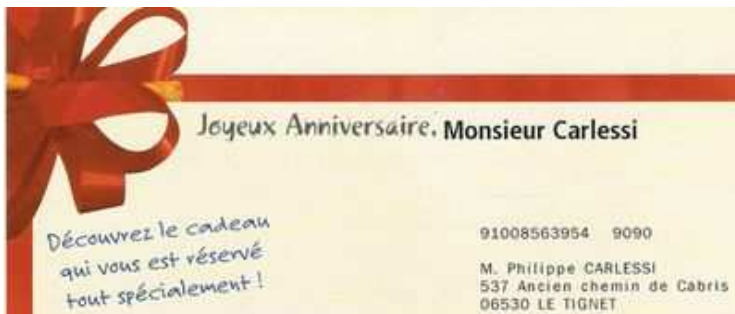 Joyeux Anniversaire, Monsieur Carlessi
Découvrez le cadeau
qui vous est réservé
tout spécialement !
91008563954 9090
M. Philippe CARLESSI
537 Ancien chemin de Cabris
06530 LE TIGNET